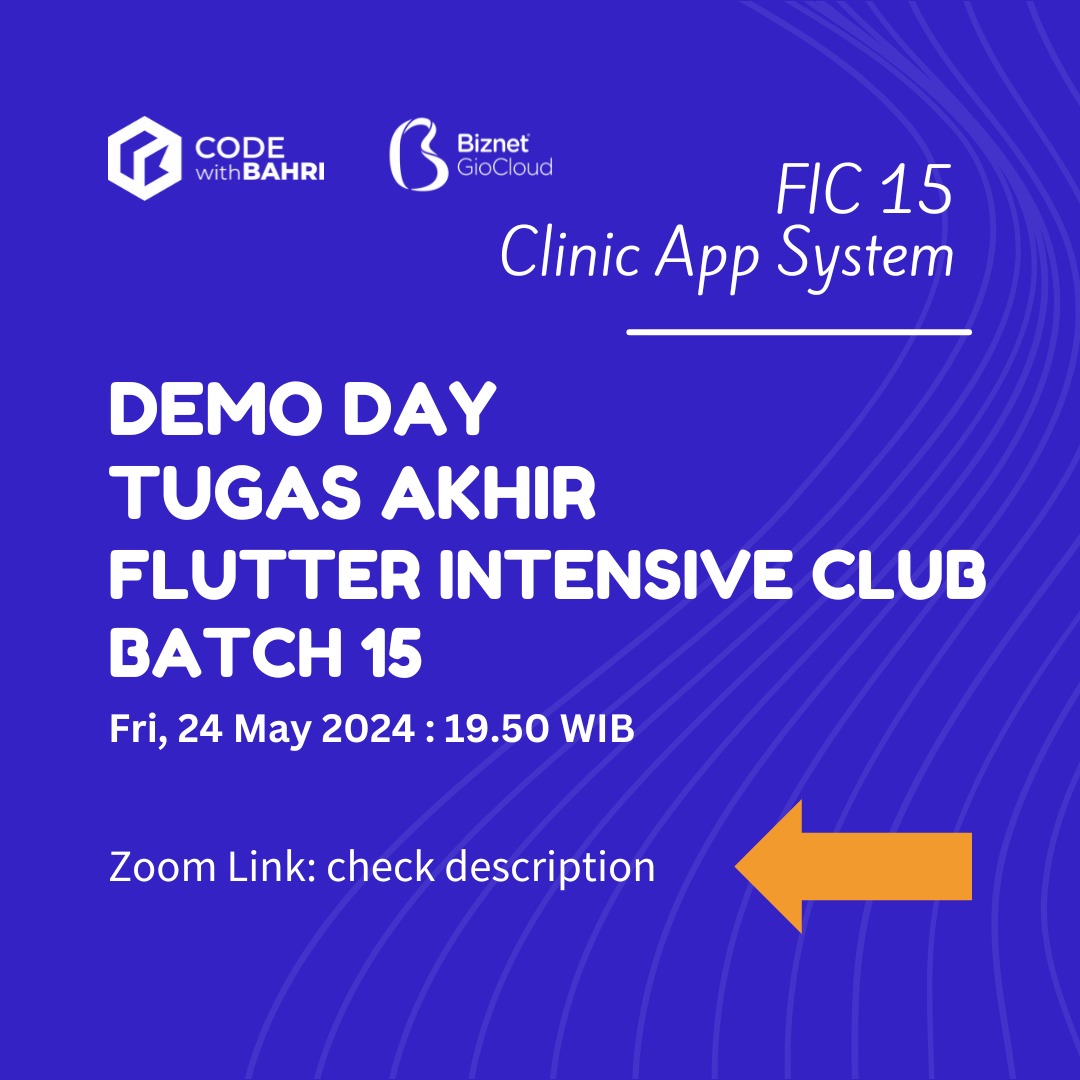 CODE
withBAHRI
Biznet
GioCloud
FIC 15
Clinic App System
DEMO DAY
TUGAS AKHIR
FLUTTER INTENSIVE CLUB
BATCH 15
Fri, 24 May 2024 : 19.50 WIB
Zoom Link: check description